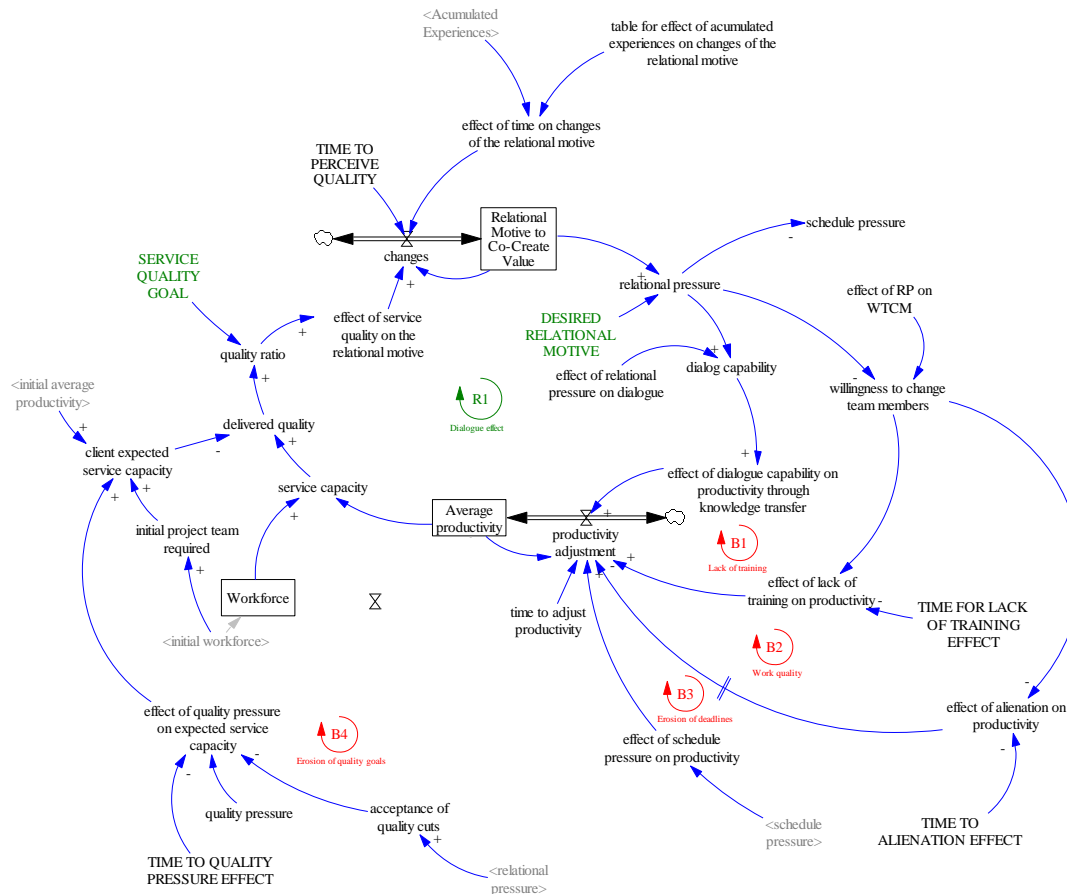 <Acumulated
Experiences>
table for effect of acumulated
experiences on changes of the
relational motive
effect of time on changes
of the relational motive
TIME TO
PERCEIVE
QUALITY
Relational
Motive to
Co-Create
Value
changes
+
schedule pressure
-
SERVICE
QUALITY
GOAL
+
relational pressure
effect of RP on
WTCM
+
effect of service
quality on the
relational motive
+
DESIRED
RELATIONAL
MOTIVE
quality ratio
+
effect of relational
pressure on dialogue
+
+
dialog capability
-
willingness to change
team members
<initial average
productivity>
+
R1
Dialogue effect
delivered quality
-
+
client expected
service capacity
+
+
service capacity
+
+
effect of dialogue capability on
productivity through
knowledge transfer
Average
productivity
+
productivity
adjustment
B1
Lack of training
initial project team
required
+
+
-
+
Workforce
effect of lack of
training on productivity
-
-
TIME FOR LACK
OF TRAINING
EFFECT
time to adjust
productivity
<initial workforce>
B2
Work quality
B3
Erosion of deadlines
-
effect of alienation on
productivity
-
effect of quality pressure
on expected service
capacity
-
-
B4
Erosion of quality goals
effect of schedule
pressure on productivity
quality pressure
acceptance of
quality cuts
+
<schedule
pressure>
TIME TO
ALIENATION EFFECT
TIME TO QUALITY
PRESSURE EFFECT
<relational
pressure>